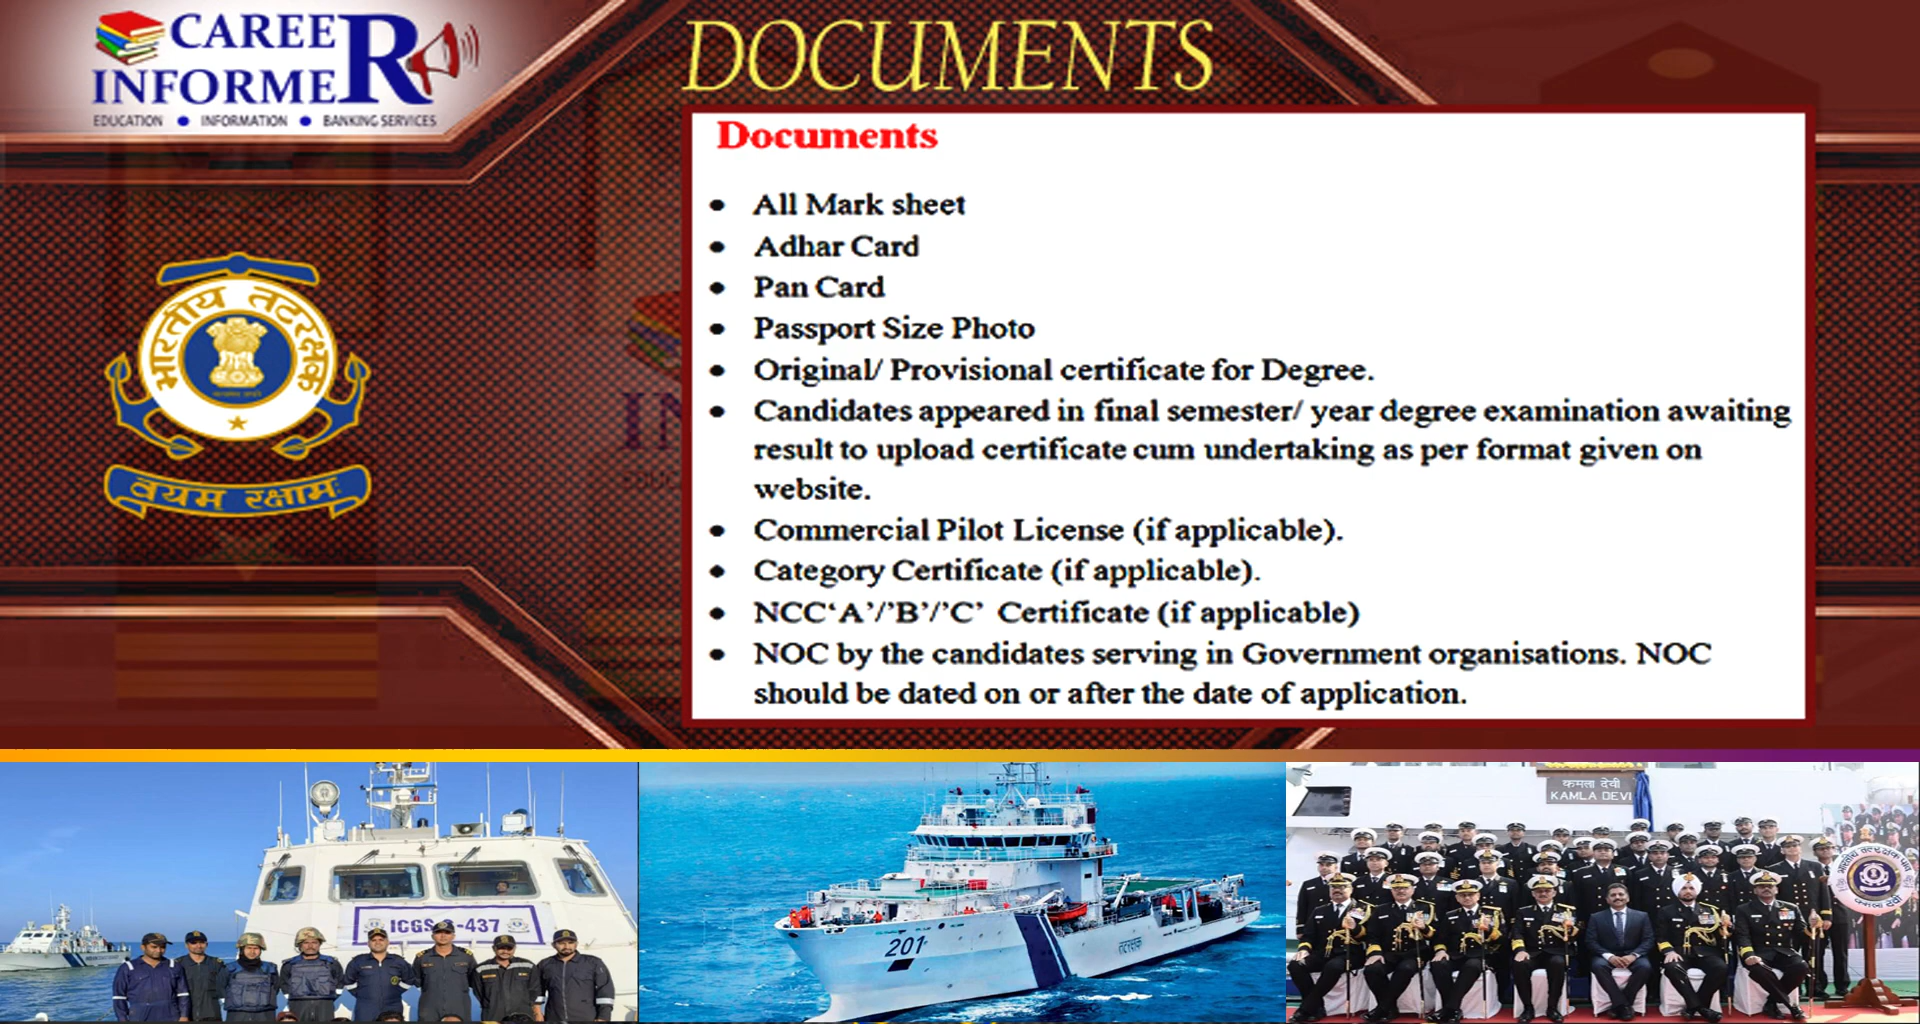 CAREER
INFORMER
EDUCATION ● INFORMATION ● BANKING SERVICES
DOCUMENTS
Documents
• All Mark sheet
• Adhar Card
• Pan Card
• Passport Size Photo
• Original/ Provisional certificate for Degree.
• Candidates appeared in final semester/ year degree examination awaiting
result to upload certificate cum undertaking as per format given on
website.
• Commercial Pilot License (if applicable).
• Category Certificate (if applicable).
• NCC‘A’/’B’/’C’ Certificate (if applicable)
• NOC by the candidates serving in Government organisations. NOC
should be dated on or after the date of application.
भारतीय तटरक्षक
वयम रक्षामः
ICGS -437
201
तटरक्षक
कमला देवी
KAMLA DEVI